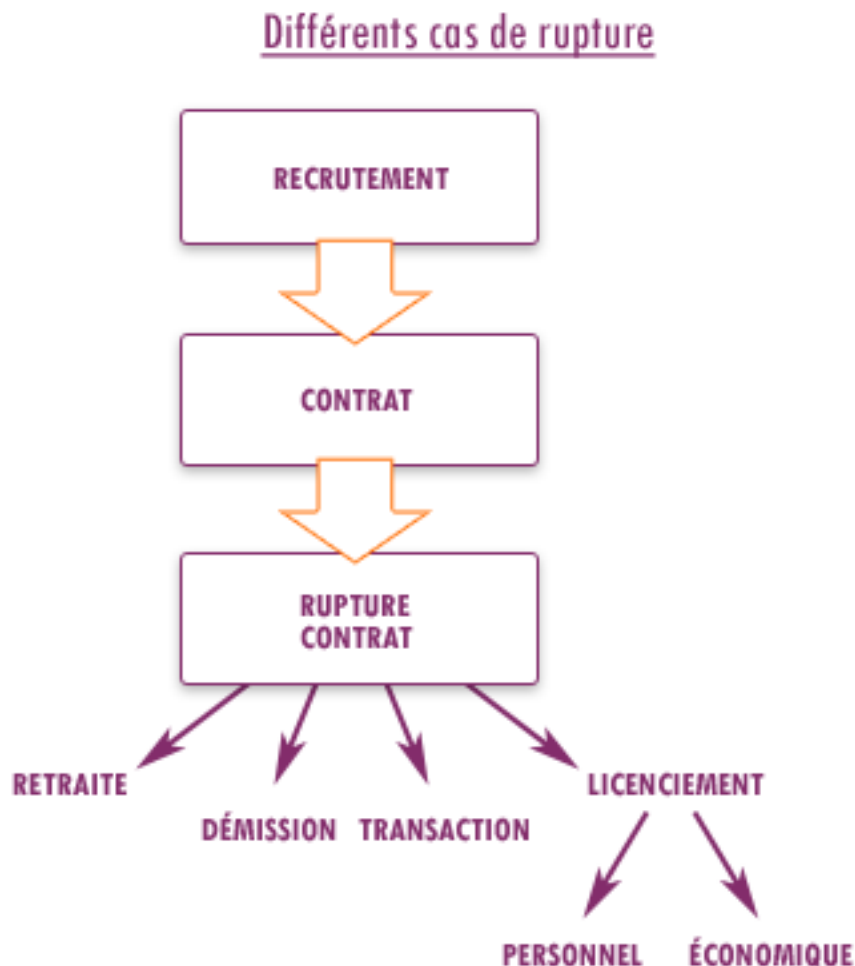 Différents cas de rupture
RECRUTEMENT
CONTRAT
RUPTURE
CONTRAT
RETRAITE
LICENCIEMENT
DÉMISSION
TRANSACTION
PERSONNEL
ÉCONOMIQUE